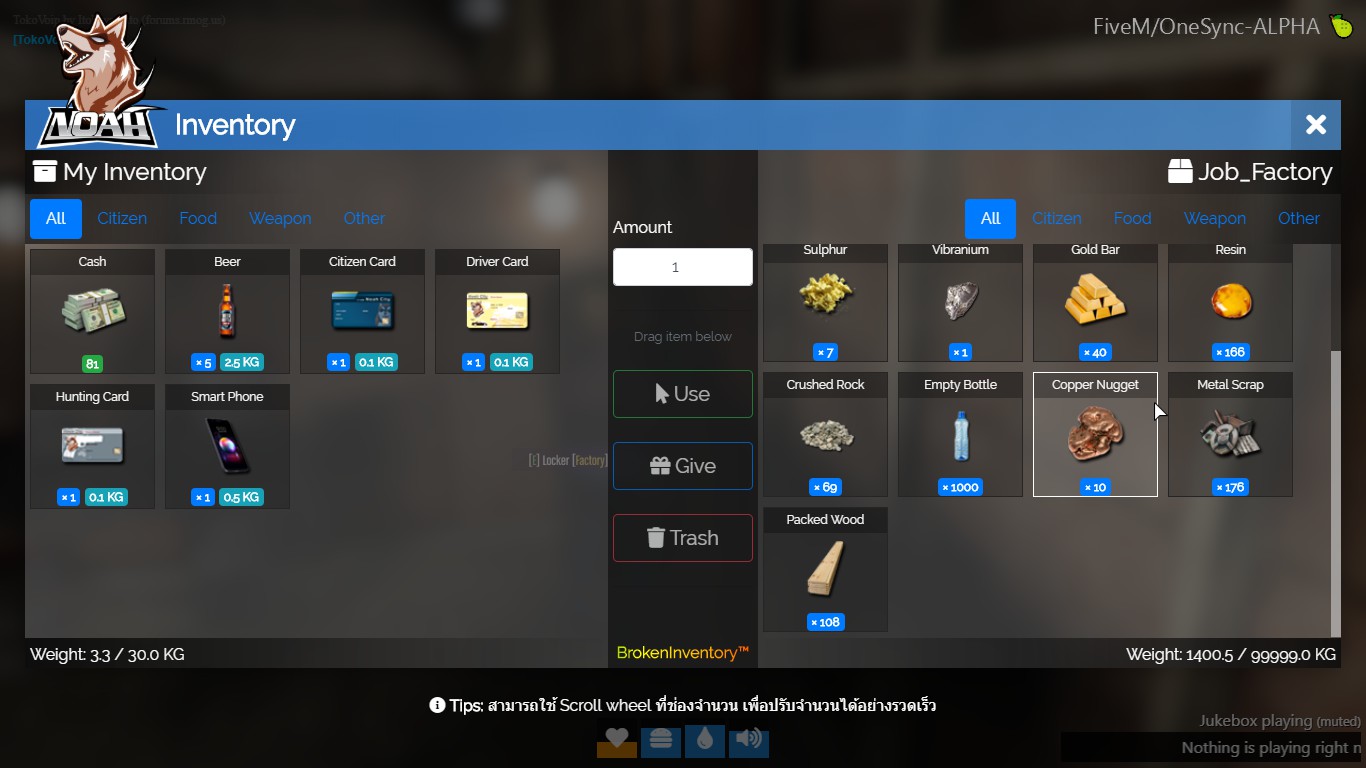 TokoVoip by
(forums.rmog.us)
[TokoVo
FiveM/OneSync-ALPHA
NOAH
Inventory
My Inventory
Job_Factory
All Citizen Food Weapon Other
All Citizen Food Weapon Other
Cash
81
Beer
× 5 2.5 KG
Citizen Card
× 1 0.1 KG
Driver Card
× 1 0.1 KG
Hunting Card
× 1 0.1 KG
Smart Phone
× 1 0.5 KG
Weight: 3.3 / 30.0 KG
[E] Locker [Factory]
Amount
1
Drag item below
Use
Give
Trash
BrokenInventory™
Sulphur
× 7
Vibranium
× 1
Gold Bar
× 40
Resin
× 166
Crushed Rock
× 69
Empty Bottle
× 1000
Copper Nugget
× 10
Metal Scrap
× 176
Packed Wood
× 108
Weight: 1400.5 / 99999.0 KG
Tips: สามารถใช้ Scroll wheel ที่ช่องจำนวน เพื่อปรับจำนวนได้อย่างรวดเร็ว
Jukebox playing (muted)
Nothing is playing right n